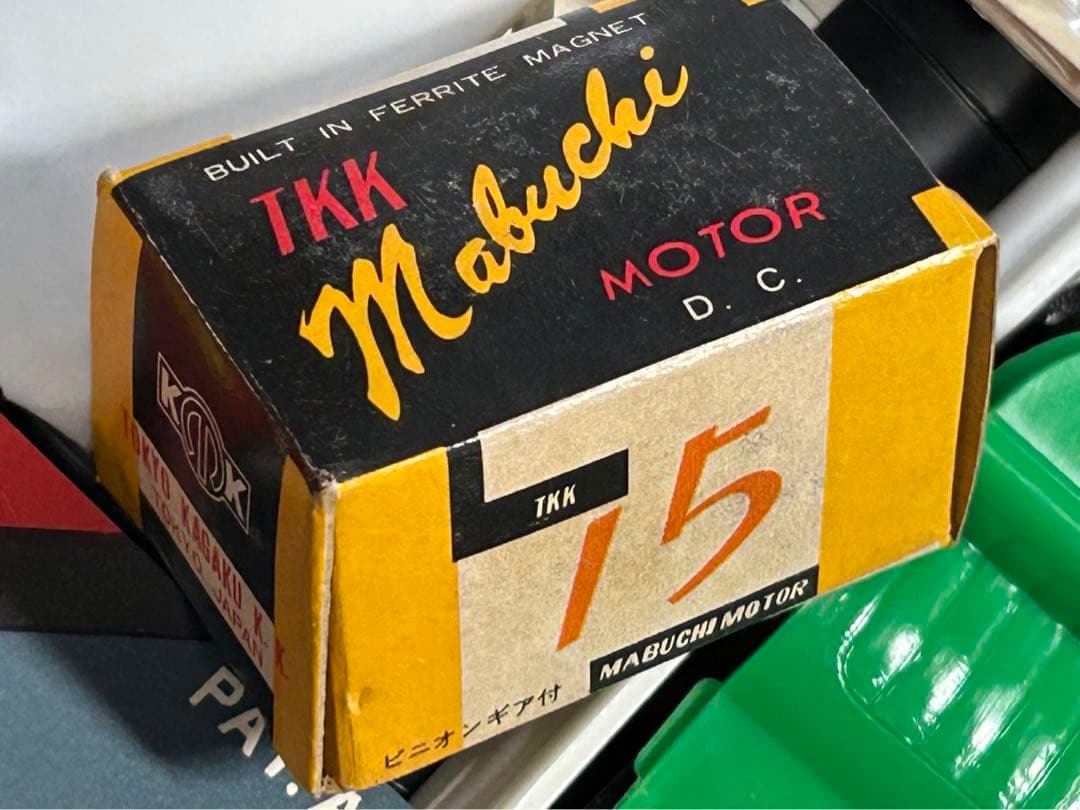 BUILT IN FERRITE MAGNET
TKK
Mabuchi
MOTOR
D. C.
TKK
15
MABUCHI MOTOR
ピニオンギア付
KTK
TOKYO KAGAKU K. K.
TOKYO JAPAN